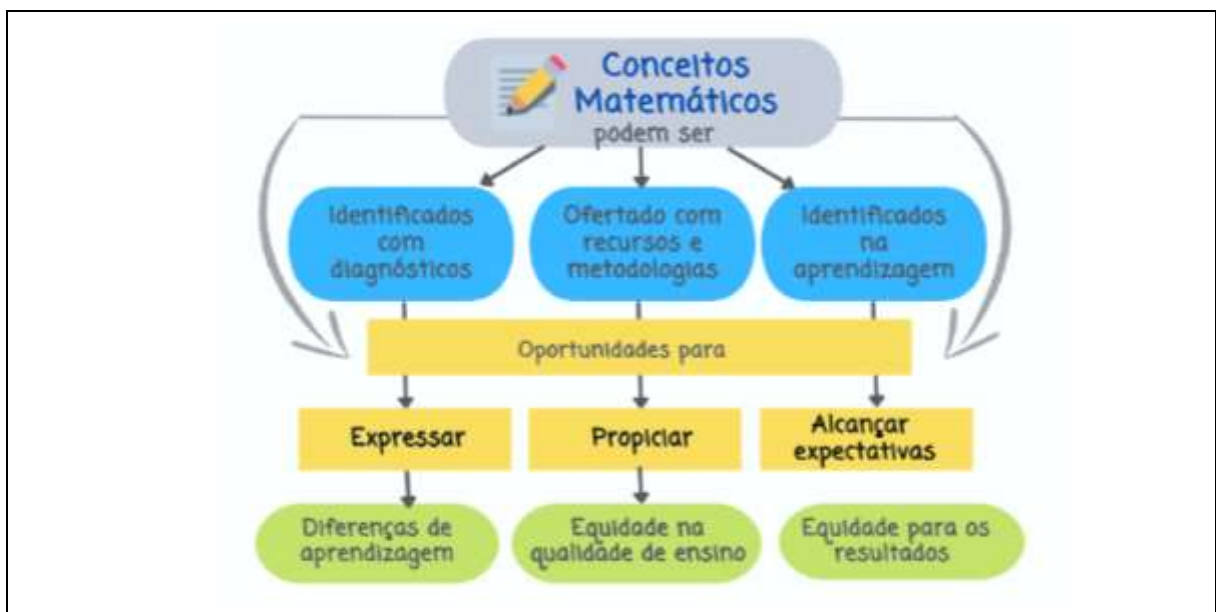 Conceitos
Matemáticos
podem ser
Identificados
com
diagnósticos
Ofertado com
recursos e
metodologias
Identificados
na
aprendizagem
Oportunidades para
Expressar
Propiciar
Alcançar
expectativas
Diferenças de
aprendizagem
Equidade na
qualidade de ensino
Equidade para os
resultados